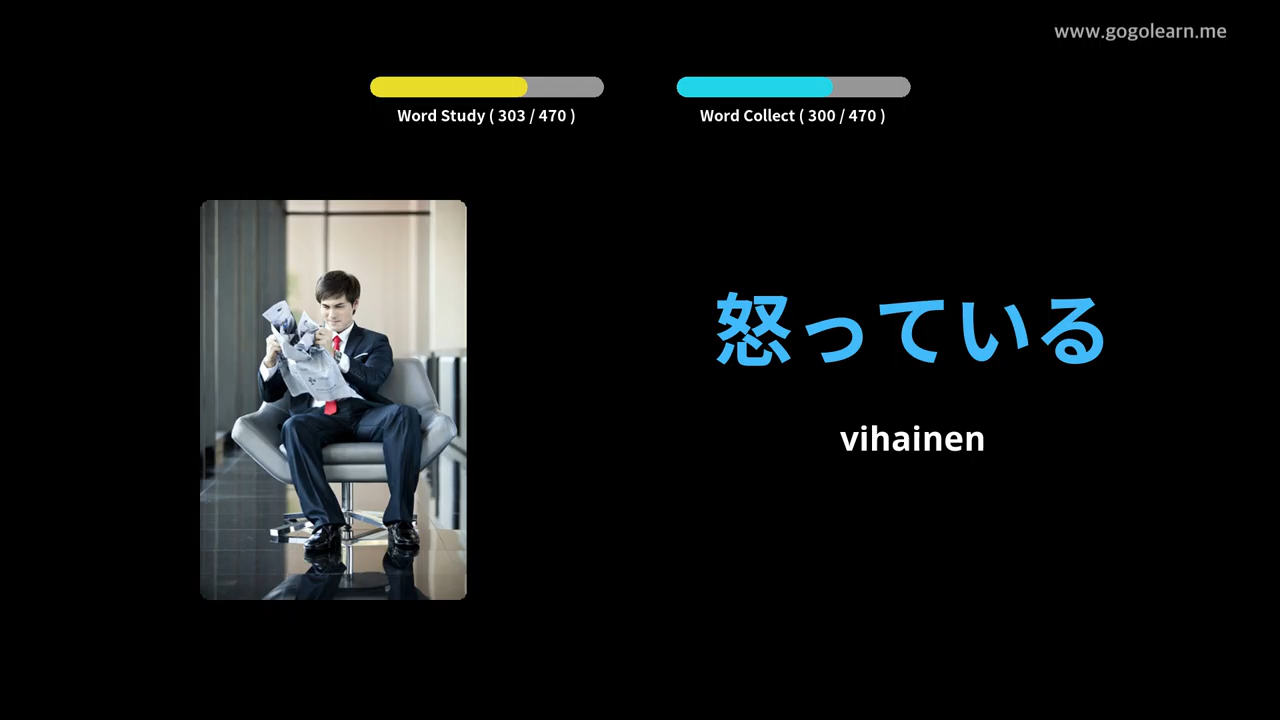 www.gogolearn.me
Word Study ( 303 / 470 )
Word Collect ( 300 / 470 )
怒っている
vihainen